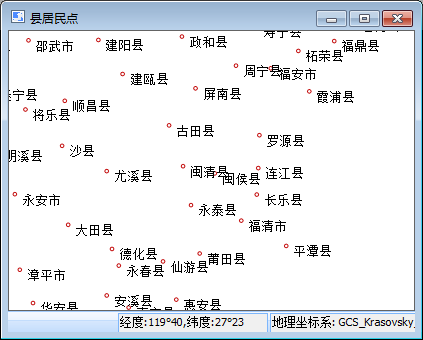 县居民点
寿宁县
邵武市
建阳县
政和县
福鼎县
柘荣县
建瓯县
周宁县
福安市
屏南县
霞浦县
将乐县
顺昌县
古田县
罗源县
沙县
明溪县
尤溪县
闽清县
闽侯县
连江县
永安市
永泰县
长乐县
大田县
福清市
德化县
莆田县
平潭县
漳平市
永春县
仙游县
华安县
安溪县
惠安县
经度:119°40,纬度:27°23
地理坐标系: GCS_Krasovsky_